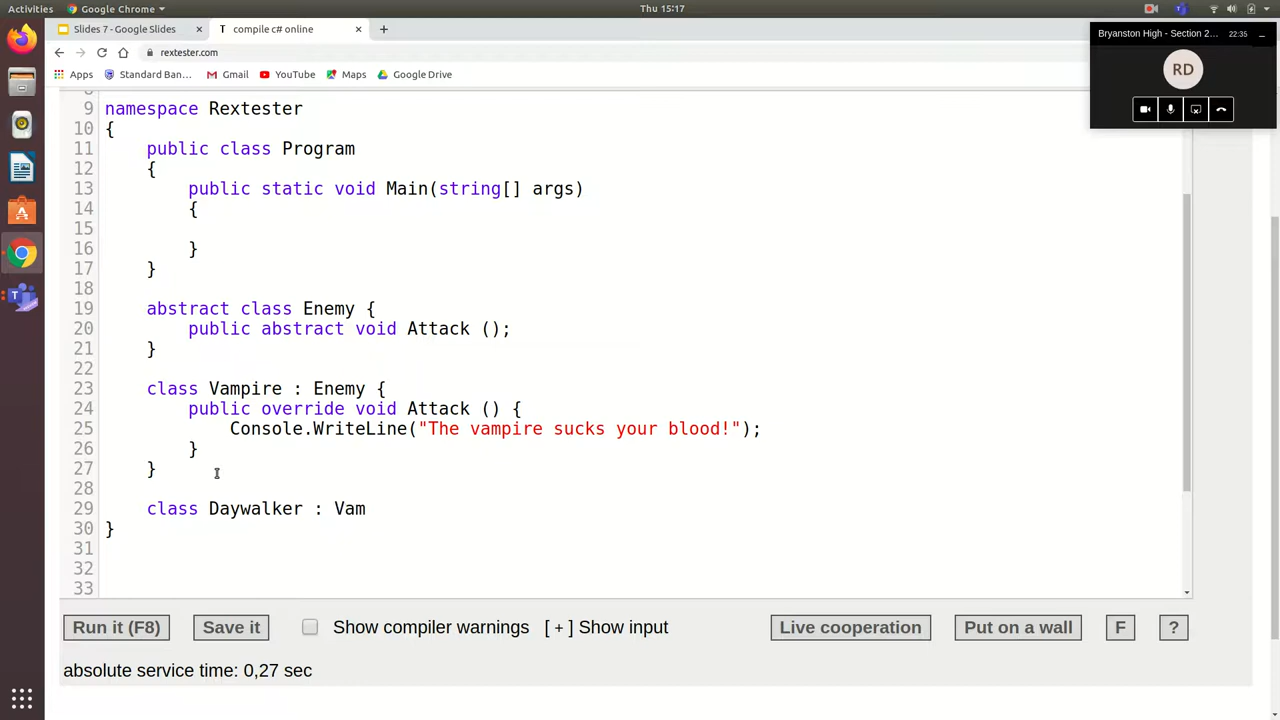 Activities Google Chrome Thu 15:17
Slides 7 - Google Slides compile c# online
rextester.com
Apps Standard Ban... Gmail YouTube Maps Google Drive
Bryanston High - Section 2... 22:35
RD
9 namespace Rextester
10 {
11 public class Program
12 {
13 public static void Main(string[] args)
14 {
15
16 }
17 }
18
19 abstract class Enemy {
20 public abstract void Attack ();
21 }
22
23 class Vampire : Enemy {
24 public override void Attack () {
25 Console.WriteLine("The vampire sucks your blood!");
26 }
27 }
28
29 class Daywalker : Vam
30 }
31
32
33
Run it (F8) Save it Show compiler warnings [ + ] Show input Live cooperation Put on a wall F ?
absolute service time: 0,27 sec